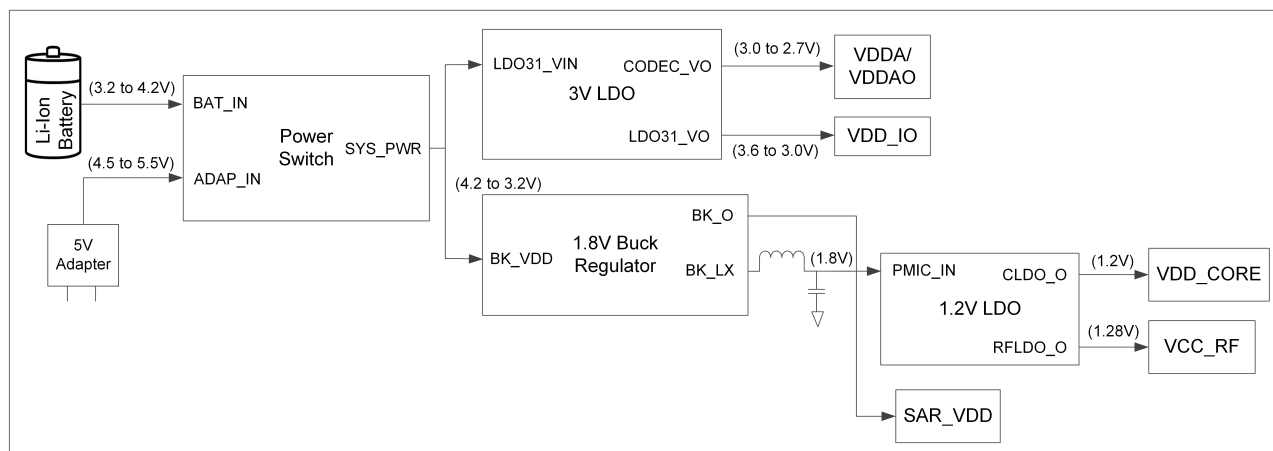 Li-Ion
Battery
(3.2 to 4.2V)
(4.5 to 5.5V)
5V
Adapter
BAT_IN
ADAP_IN
Power
Switch
SYS_PWR
LDO31_VIN
CODEC_VO
3V LDO
LDO31_VO
(3.0 to 2.7V)
VDDA/
VDDAO
(3.6 to 3.0V)
VDD_IO
(4.2 to 3.2V)
BK_VDD
1.8V Buck
Regulator
BK_O
BK_LX
(1.8V)
PMIC_IN
CLDO_O
1.2V LDO
RFLDO_O
(1.2V)
VDD_CORE
(1.28V)
VCC_RF
SAR_VDD